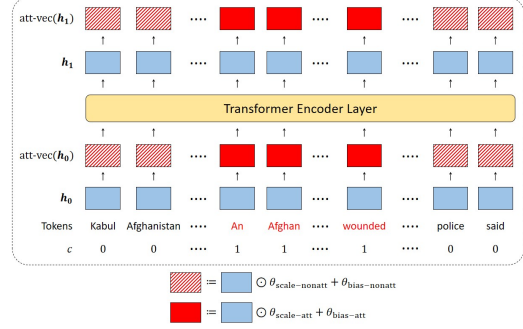 att-vec(h₁) .... .... ....
h₁ .... .... ....
Transformer Encoder Layer
att-vec(h₀) .... .... ....
h₀ .... .... ....
Tokens Kabul Afghanistan .... An Afghan .... wounded .... police said
c 0 0 .... 1 1 .... 1 .... 0 0
≔ ⊙ θscale−nonatt + θbias−nonatt
≔ ⊙ θscale−att + θbias−att